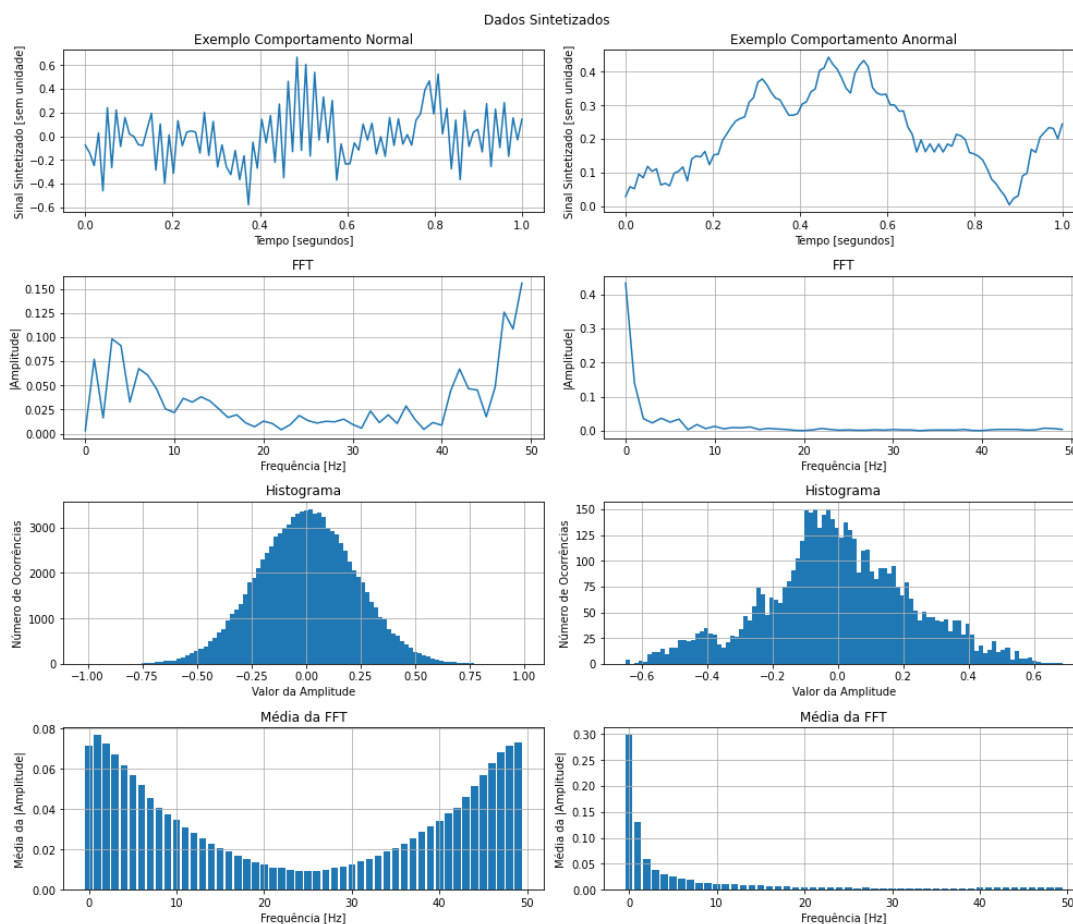 Dados Sintetizados
Exemplo Comportamento Normal
Sinal Sintetizado [sem unidade]
0.6
0.4
0.2
0.0
−0.2
−0.4
−0.6
0.0 0.2 0.4 0.6 0.8 1.0
Tempo [segundos]
Exemplo Comportamento Anormal
Sinal Sintetizado [sem unidade]
0.4
0.3
0.2
0.1
0.0
0.0 0.2 0.4 0.6 0.8 1.0
Tempo [segundos]
FFT
|Amplitude|
0.150
0.125
0.100
0.075
0.050
0.025
0.000
0 10 20 30 40 50
Frequência [Hz]
FFT
|Amplitude|
0.4
0.3
0.2
0.1
0.0
0 10 20 30 40 50
Frequência [Hz]
Histograma
Número de Ocorrências
3000
2000
1000
0
−1.00 −0.75 −0.50 −0.25 0.00 0.25 0.50 0.75 1.00
Valor da Amplitude
Histograma
Número de Ocorrências
150
125
100
75
50
25
0
−0.6 −0.4 −0.2 0.0 0.2 0.4 0.6
Valor da Amplitude
Média da FFT
Média da |Amplitude|
0.08
0.06
0.04
0.02
0.00
0 10 20 30 40 50
Frequência [Hz]
Média da FFT
Média da |Amplitude|
0.30
0.25
0.20
0.15
0.10
0.05
0.00
0 10 20 30 40 50
Frequência [Hz]